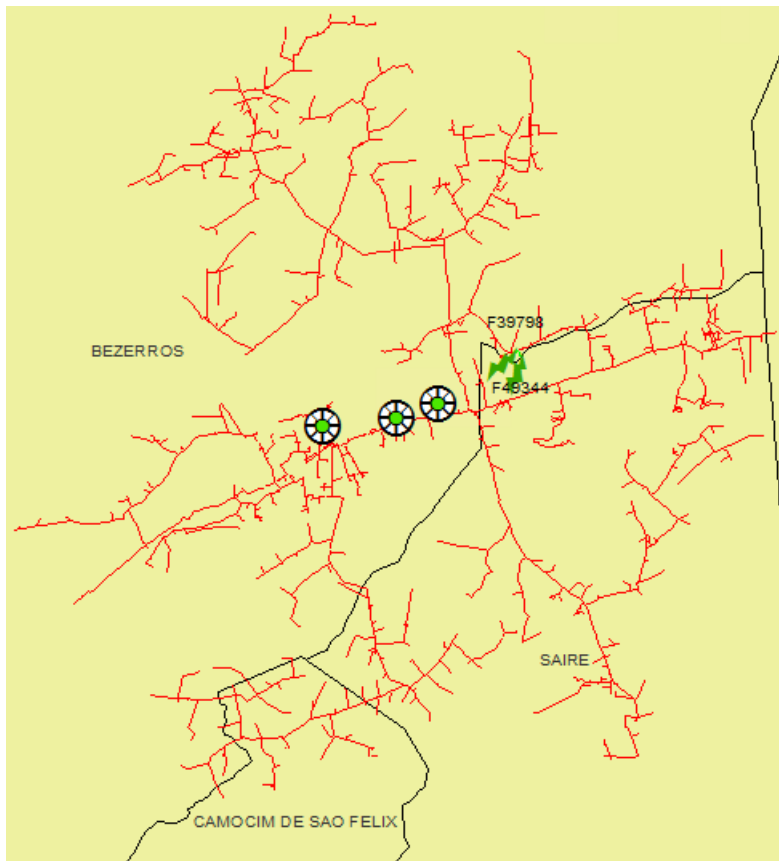 F39798
BEZERROS
F49344
SAIRE
CAMOCIM DE SAO FELIX